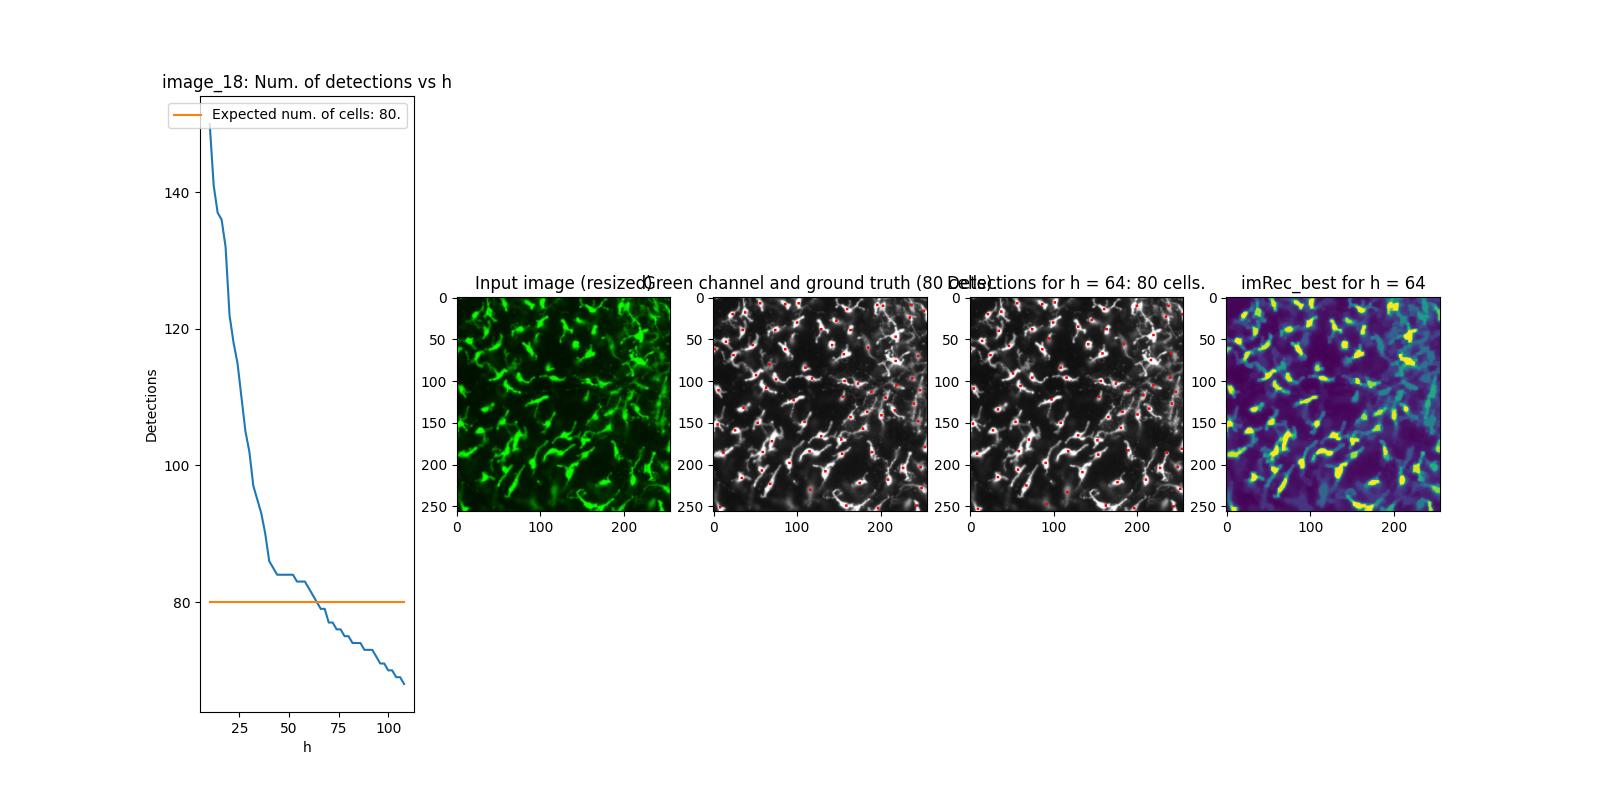 image_18: Num. of detections vs h
Expected num. of cells: 80.
Detections
140
120
100
80
25 50 75 100
h
Input image (resized)
0
50
100
150
200
250
0 100 200
Green channel and ground truth (80 cells).
0
50
100
150
200
250
0 100 200
Detections for h = 64: 80 cells.
0
50
100
150
200
250
0 100 200
imRec_best for h = 64
0
50
100
150
200
250
0 100 200